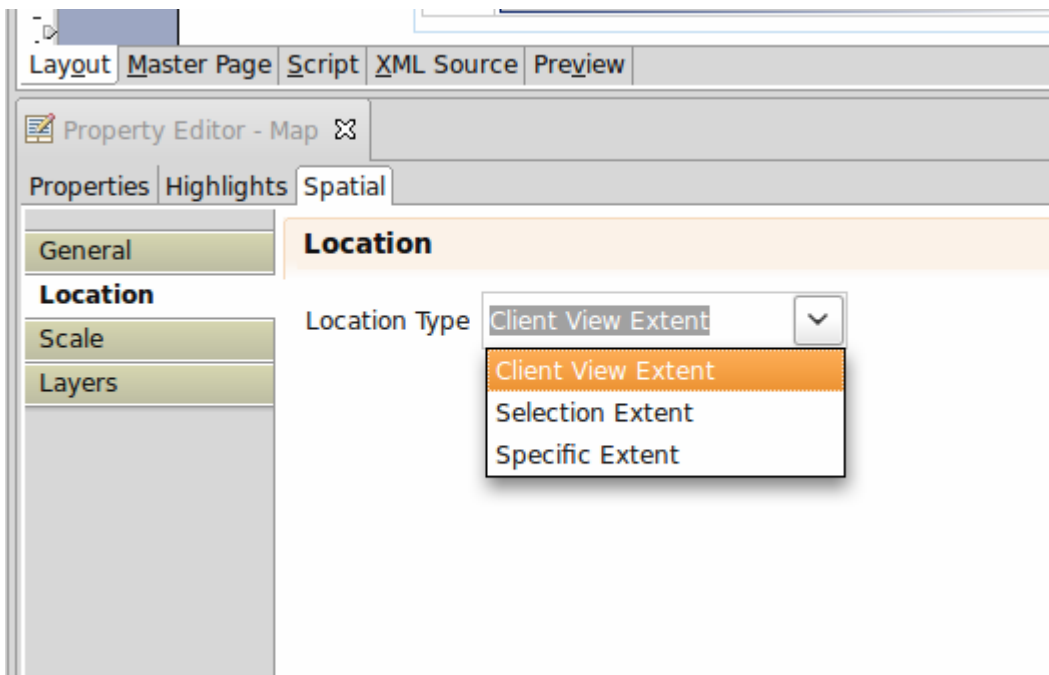 Layout Master Page Script XML Source Preview
Property Editor - Map
Properties Highlights Spatial
General
Location
Scale
Layers
Location
Location Type Client View Extent
Client View Extent
Selection Extent
Specific Extent